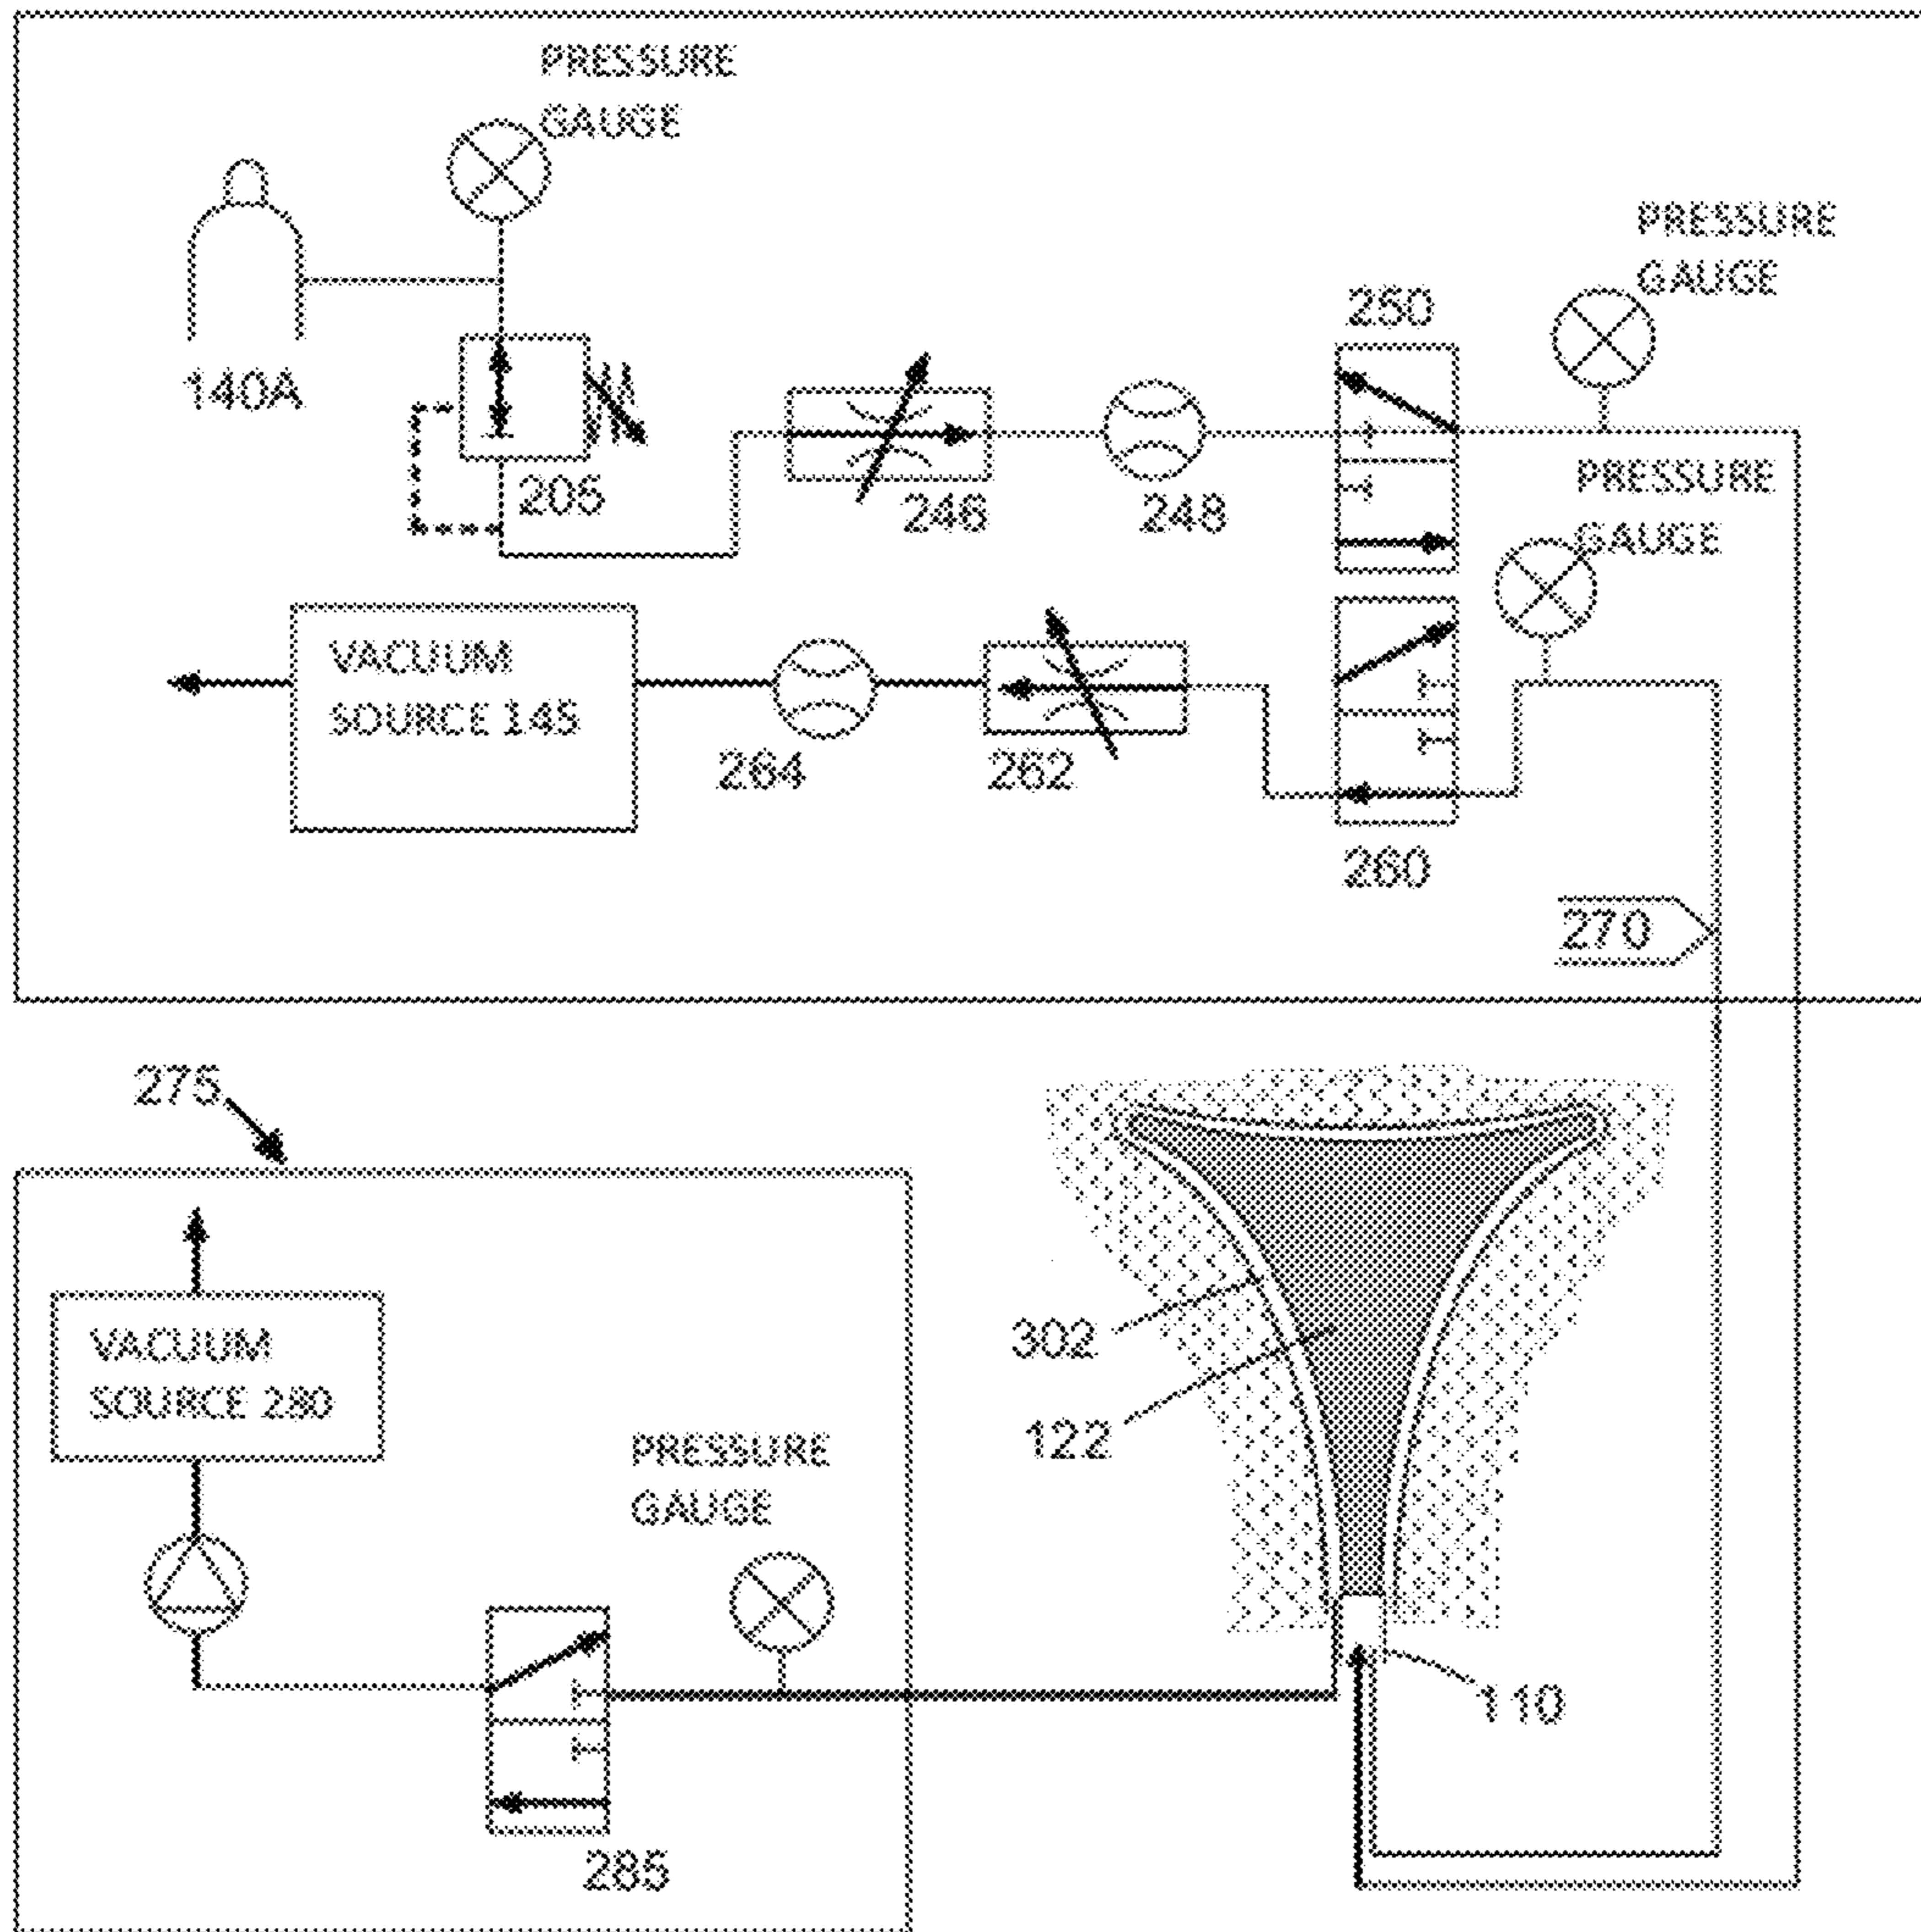 PRESSURE
GAUGE
PRESSURE
GAUGE
140A
250
205
246
248
PRESSURE
GAUGE
VACUUM
SOURCE 145
264
262
260
270
275
302
122
VACUUM
SOURCE 280
PRESSURE
GAUGE
110
285